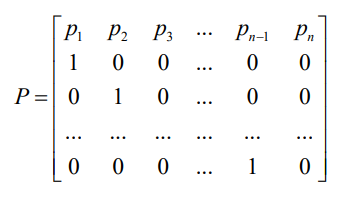 p₁ p₂ p₃ ... pₙ₋₁ pₙ
1 0 0 ... 0 0
P = 0 1 0 ... 0 0
... ... ... ... ... ...
0 0 0 ... 1 0